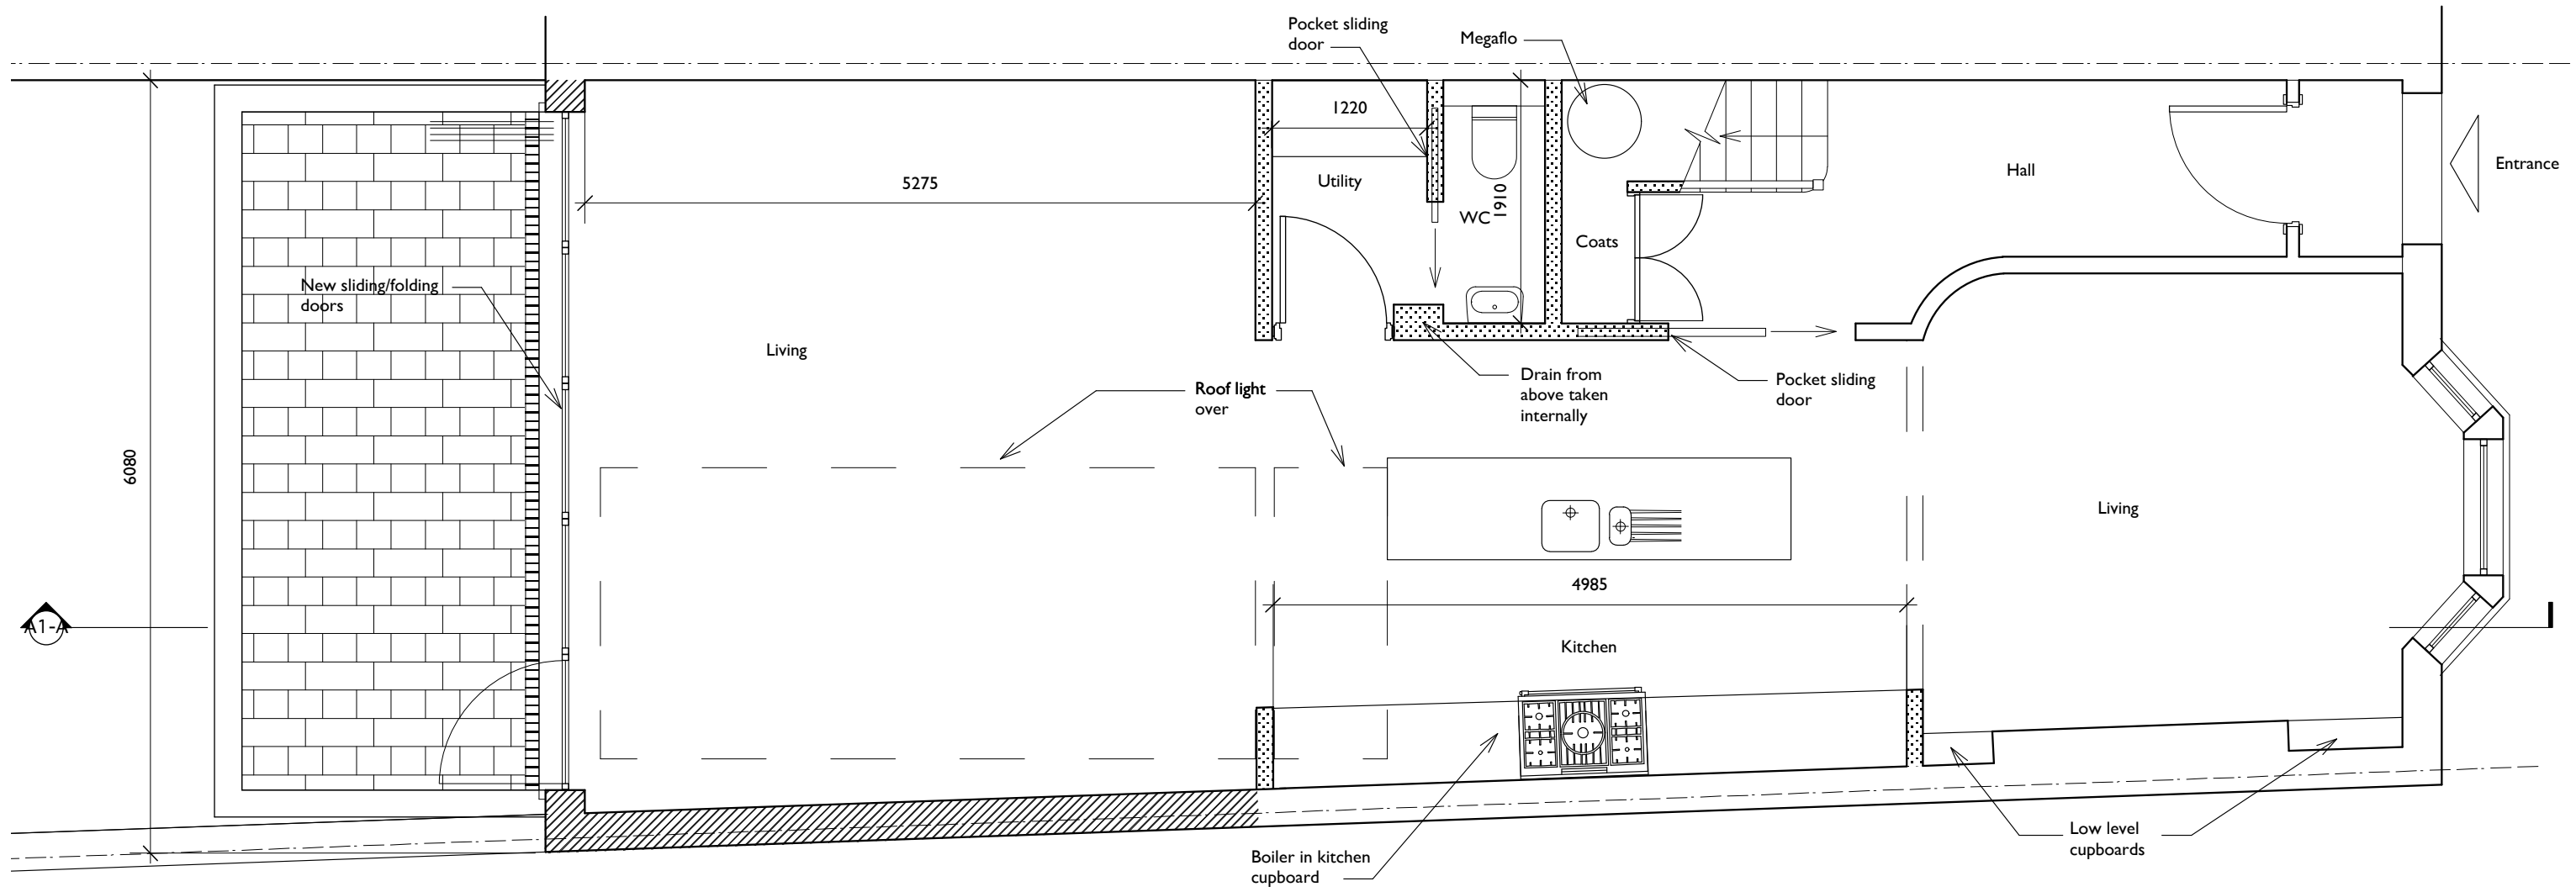 Pocket sliding
door
Megaflo
1220
5275
Utility
WC
1910
Hall
Entrance
Coats
New sliding/folding
doors
Living
Roof light
over
Drain from
above taken
internally
Pocket sliding
door
6080
Living
4985
A1-A
Kitchen
Boiler in kitchen
cupboard
Low level
cupboards